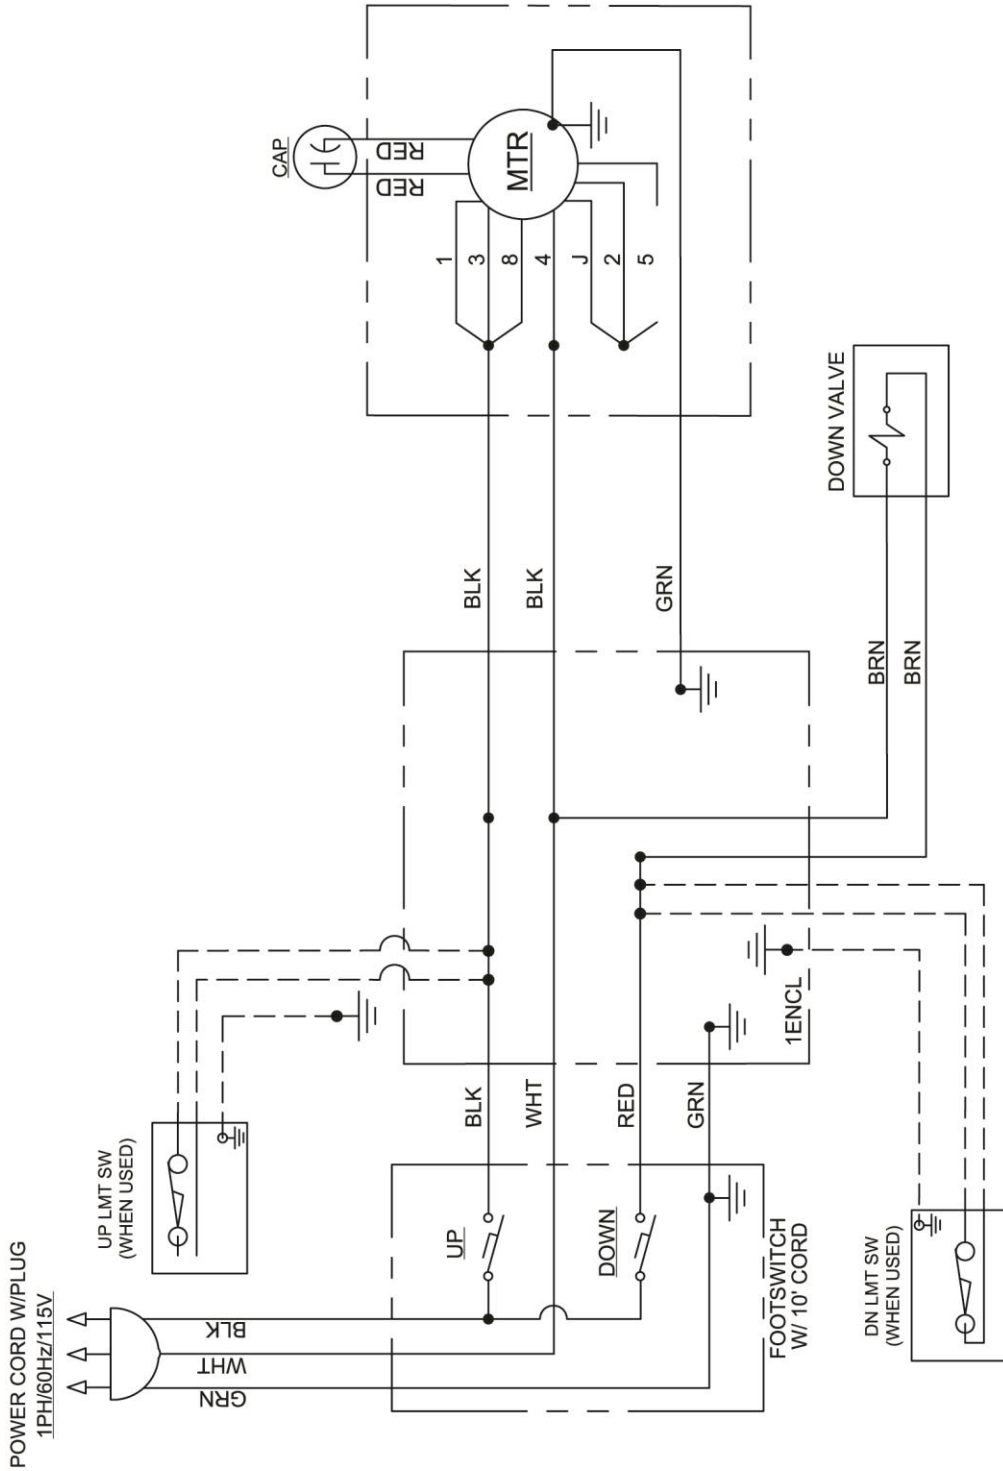 POWER CORD W/PLUG
1PH/60Hz/115V
GRN
WHT
BLK
UP LMT SW
(WHEN USED)
UP
DOWN
FOOTSWITCH
W/ 10' CORD
DN LMT SW
(WHEN USED)
BLK
WHT
RED
GRN
1ENCL
BLK
BLK
GRN
BRN
BRN
DOWN VALVE
CAP
RED
RED
MTR
1
3
8
4
J
2
5